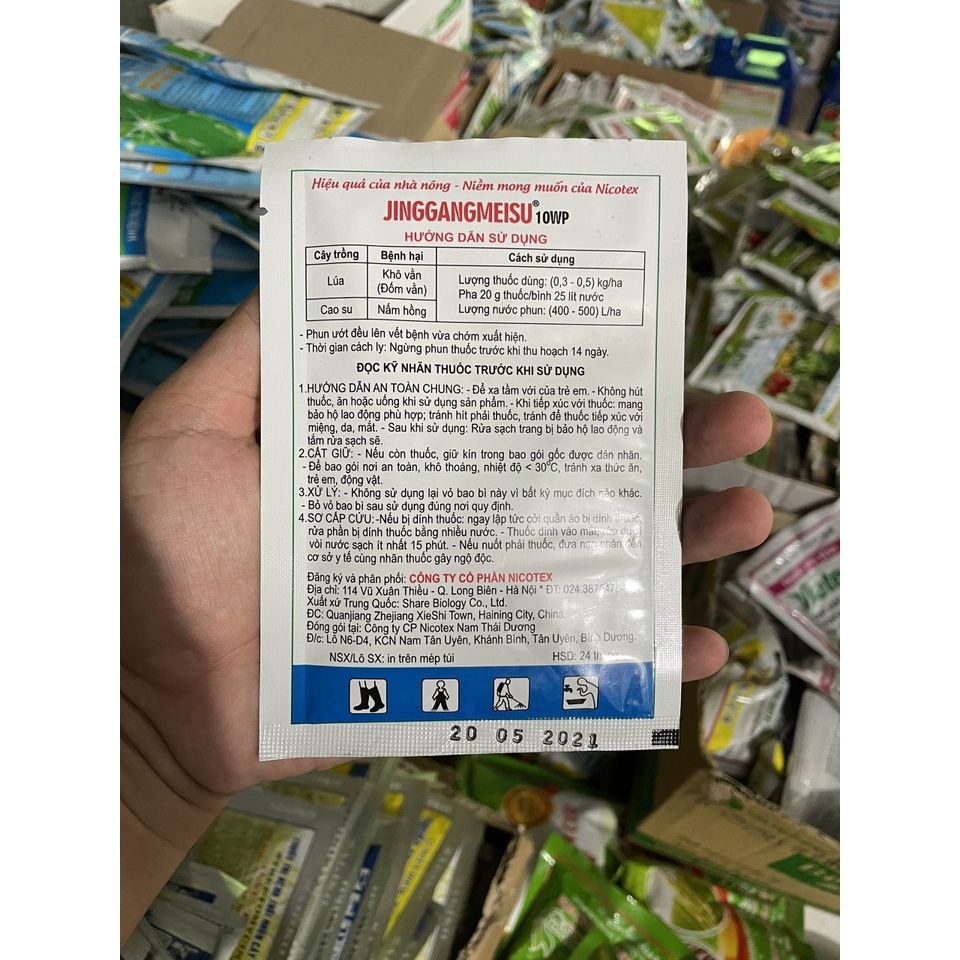 Hiệu quả của nhà nông - Niềm mong muốn của Nicotex
JINGGANGMEISU® 10WP
HƯỚNG DẪN SỬ DỤNG
Cây trồng Bệnh hại Cách sử dụng
Lúa Khô vằn (Đốm vằn) Lượng thuốc dùng: (0,3 - 0,5) kg/ha
Pha 20 g thuốc/bình 25 lít nước
Cao su Nấm hồng Lượng nước phun: (400 - 500) L/ha
- Phun ướt đều lên vết bệnh vừa chớm xuất hiện.
- Thời gian cách ly: Ngừng phun thuốc trước khi thu hoạch 14 ngày.
ĐỌC KỸ NHÃN THUỐC TRƯỚC KHI SỬ DỤNG
1.HƯỚNG DẪN AN TOÀN CHUNG: - Để xa tầm với của trẻ em. - Không hút
thuốc, ăn hoặc uống khi sử dụng sản phẩm. - Khi tiếp xúc với thuốc: mang
bảo hộ lao động phù hợp; tránh hít phải thuốc, tránh để thuốc tiếp xúc với
miệng, da, mắt. - Sau khi sử dụng: Rửa sạch trang bị bảo hộ lao động và
tắm rửa sạch sẽ.
2.CẤT GIỮ: - Nếu còn thuốc, giữ kín trong bao gói gốc được dán nhãn.
- Để bao gói nơi an toàn, khô thoáng, nhiệt độ < 30°C, tránh xa thức ăn,
trẻ em, động vật.
3.XỬ LÝ: - Không sử dụng lại vỏ bao bì này vì bất kỳ mục đích nào khác.
- Bỏ vỏ bao bì sau sử dụng đúng nơi quy định.
4.SƠ CẤP CỨU: -Nếu bị dính thuốc: ngay lập tức cởi quần áo bị dính thuốc,
rửa phần bị dính thuốc bằng nhiều nước. - Thuốc dính vào mắt, rửa dưới
vòi nước sạch ít nhất 15 phút. - Nếu nuốt phải thuốc, đưa nạn nhân đến
cơ sở y tế cùng nhãn thuốc gây ngộ độc.
Đăng ký và phân phối: CÔNG TY CỔ PHẦN NICOTEX
Địa chỉ: 114 Vũ Xuân Thiều - Q. Long Biên - Hà Nội * ĐT:
Xuất xứ Trung Quốc: Share Biology Co., Ltd.
ĐC: Quanjiang Zhejiang XieShi Town, Haining City, China.
Đóng gói tại: Công ty CP Nicotex Nam Thái Dương
Đ/c: Lô N6-D4, KCN Nam Tân Uyên, Khánh Bình, Tân Uyên, Bình Dương.
NSX/Lô SX: in trên mép túi HSD: 24
20 05 2021